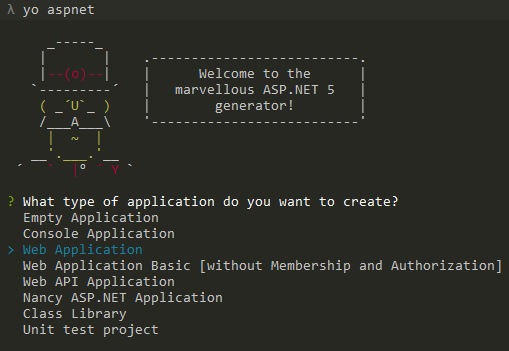 λ yo aspnet
Welcome to the
marvellous ASP.NET 5
generator!
? What type of application do you want to create?
Empty Application
Console Application
> Web Application
Web Application Basic [without Membership and Authorization]
Web API Application
Nancy ASP.NET Application
Class Library
Unit test project